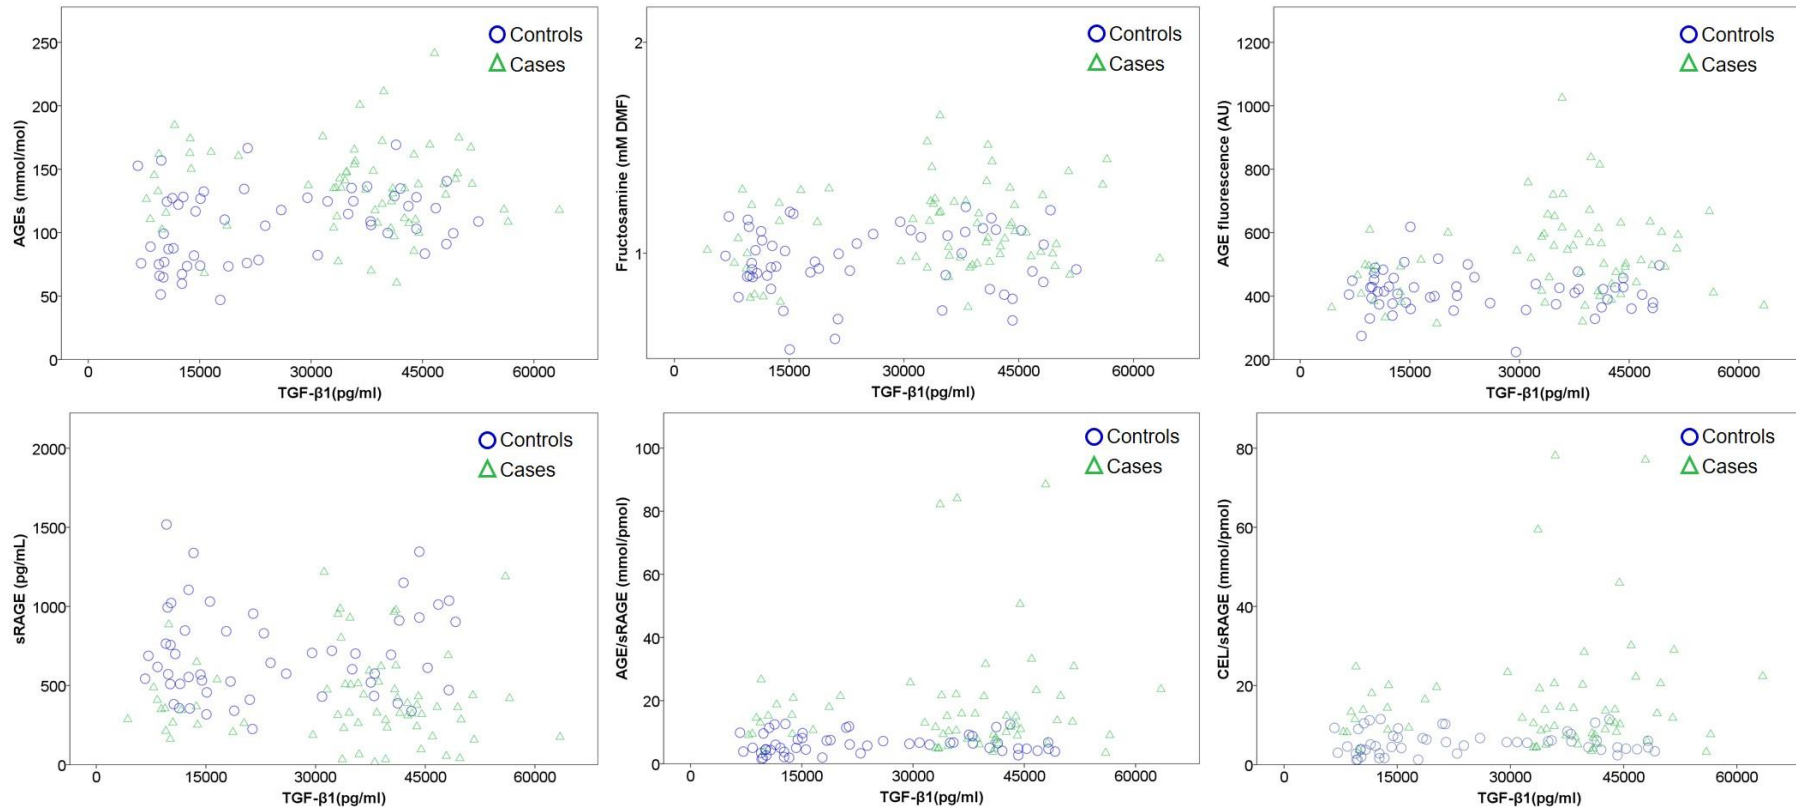 AGEs (mmol/mol)
250
200
150
100
50
0
0 15000 30000 45000 60000
TGF-β1(pg/ml)
Controls
Cases
Fructosamine (mM DMF)
2
1
0 15000 30000 45000 60000
TGF-β1(pg/ml)
Controls
Cases
AGE fluorescence (AU)
1200
1000
800
600
400
200
0 15000 30000 45000 60000
TGF-β1(pg/ml)
Controls
Cases
sRAGE (pg/mL)
2000
1500
1000
500
0
0 15000 30000 45000 60000
TGF-β1(pg/ml)
Controls
Cases
AGE/sRAGE (mmol/pmol)
100
80
60
40
20
0
0 15000 30000 45000 60000
TGF-β1(pg/ml)
Controls
Cases
CEL/sRAGE (mmol/pmol)
80
60
40
20
0
0 15000 30000 45000 60000
TGF-β1(pg/ml)
Controls
Cases